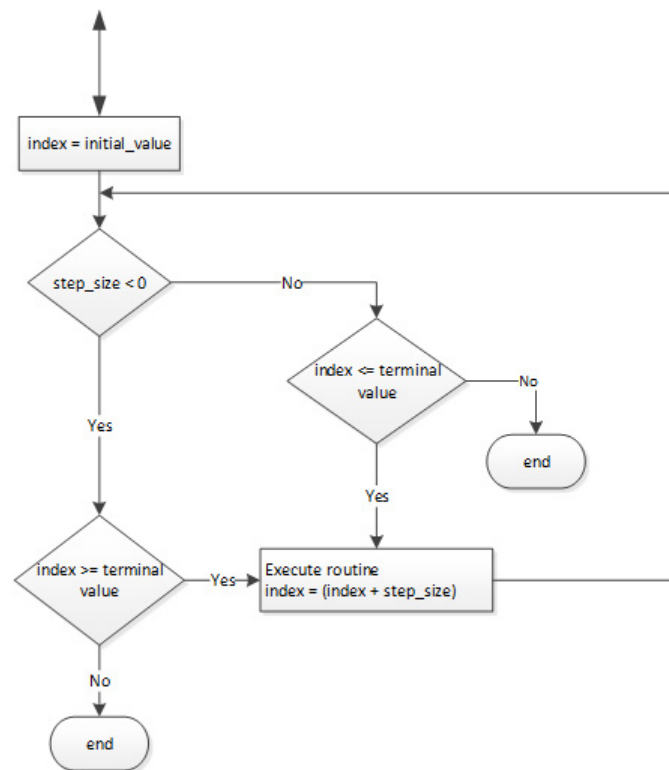 index = initial_value
step_size < 0
No
index <= terminal
value
No
end
Yes
Yes
index >= terminal
value
Yes
Execute routine
index = (index + step_size)
No
end